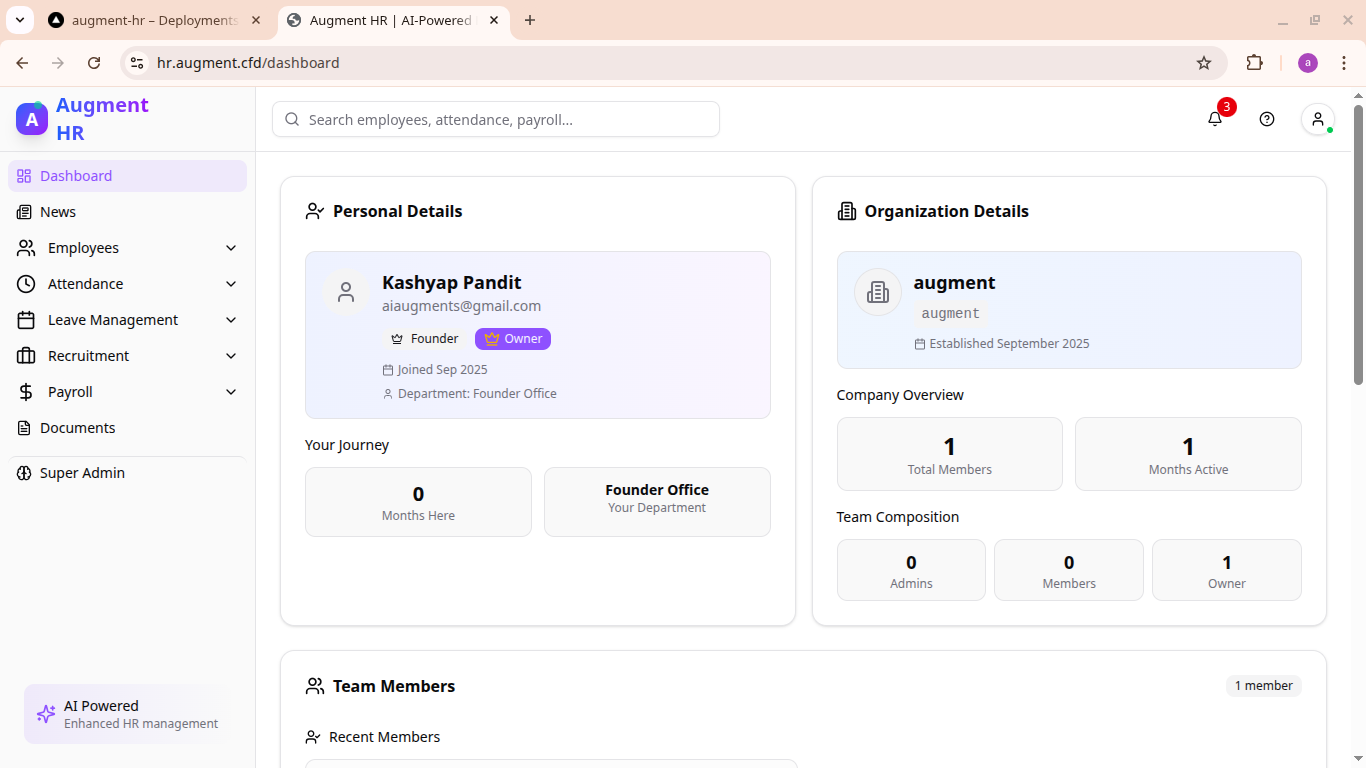 augment-hr – Deployments
Augment HR | AI-Powered
hr.augment.cfd/dashboard
a
A
Augment
HR
Search employees, attendance, payroll...
3
Dashboard
News
Employees
Attendance
Leave Management
Recruitment
Payroll
Documents
Super Admin
AI Powered
Enhanced HR management
Personal Details
Kashyap Pandit
aiaugments@gmail.com
Founder
Owner
Joined Sep 2025
Department: Founder Office
Your Journey
0
Months Here
Founder Office
Your Department
Organization Details
augment
augment
Established September 2025
Company Overview
1
Total Members
1
Months Active
Team Composition
0
Admins
0
Members
1
Owner
Team Members
1 member
Recent Members